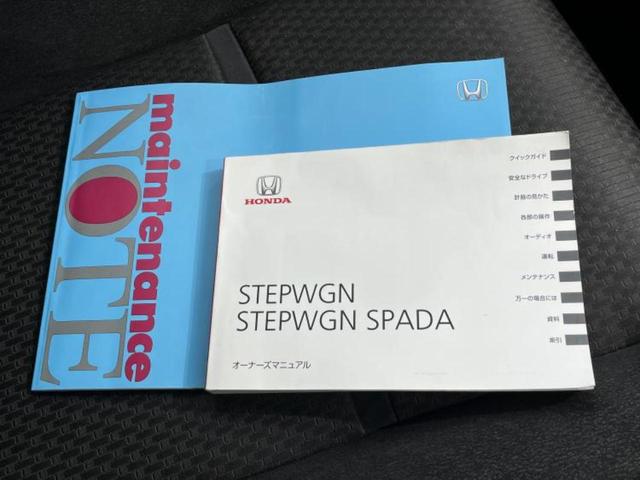 maintenance
NOTE
HONDA
STEPWGN
STEPWGN SPADA
オーナーズマニュアル
クイックガイド
安全なドライブ
計器の見かた
各部の操作
オーディオ
運転
メンテナンス
万一の場合には
資料
索引